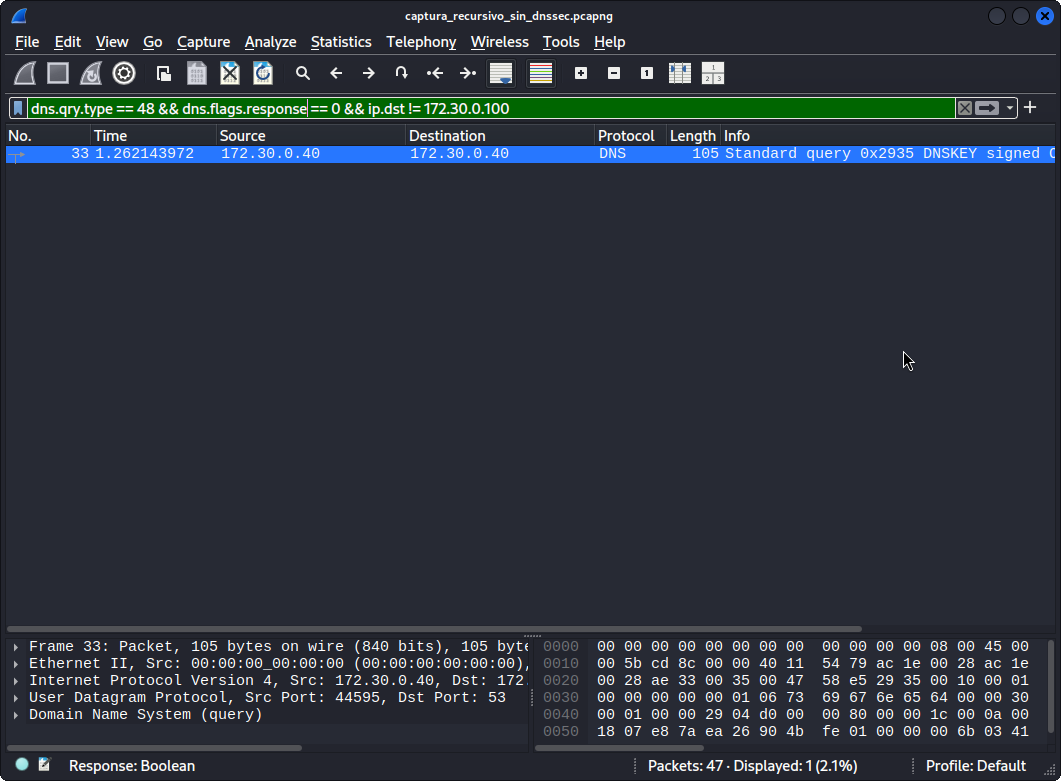 captura_recursivo_sin_dnssec.pcapng
File Edit View Go Capture Analyze Statistics Telephony Wireless Tools Help
dns.qry.type == 48 && dns.flags.response == 0 && ip.dst != 172.30.0.100
No. Time Source Destination Protocol Length Info
33 1.262143972 172.30.0.40 172.30.0.40 DNS 105 Standard query 0x2935 DNSKEY signed
Frame 33: Packet, 105 bytes on wire (840 bits), 105 byte
Ethernet II, Src: 00:00:00_00:00:00 (00:00:00:00:00:00),
Internet Protocol Version 4, Src: 172.30.0.40, Dst: 172.
User Datagram Protocol, Src Port: 44595, Dst Port: 53
Domain Name System (query)
0000 00 00 00 00 00 00 00 00 00 00 00 00 08 00 45 00
0010 00 5b cd 8c 00 00 40 11 54 79 ac 1e 00 28 ac 1e
0020 00 28 ae 33 00 35 00 47 58 e5 29 35 00 10 00 01
0030 00 00 00 00 00 01 06 73 69 67 6e 65 64 00 00 30
0040 00 01 00 00 29 04 d0 00 00 80 00 00 1c 00 0a 00
0050 18 07 e8 7a ea 26 90 4b fe 01 00 00 00 6b 03 41
Response: Boolean
Packets: 47 · Displayed: 1 (2.1%)
Profile: Default